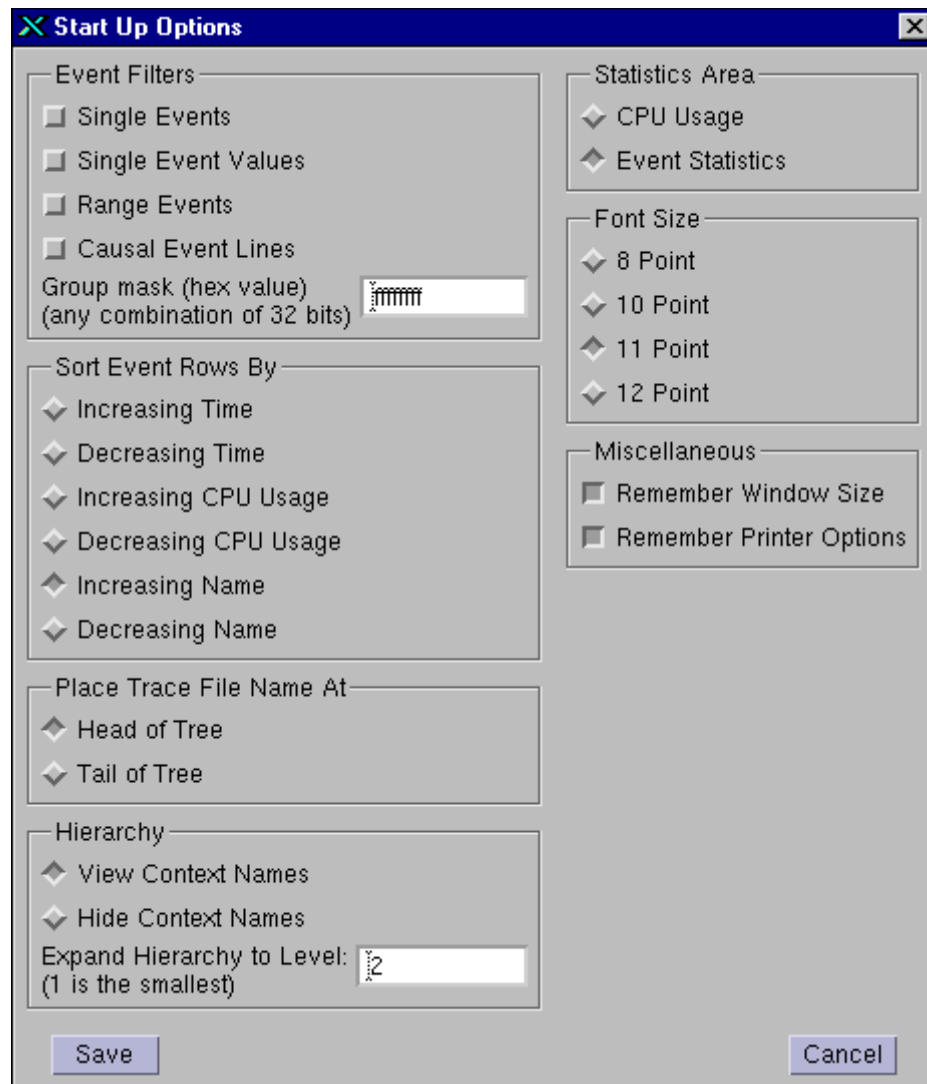 Start Up Options
Event Filters
Single Events
Single Event Values
Range Events
Causal Event Lines
Group mask (hex value)
(any combination of 32 bits)
ffffffff
Sort Event Rows By
Increasing Time
Decreasing Time
Increasing CPU Usage
Decreasing CPU Usage
Increasing Name
Decreasing Name
Place Trace File Name At
Head of Tree
Tail of Tree
Hierarchy
View Context Names
Hide Context Names
Expand Hierarchy to Level:
(1 is the smallest)
2
Statistics Area
CPU Usage
Event Statistics
Font Size
8 Point
10 Point
11 Point
12 Point
Miscellaneous
Remember Window Size
Remember Printer Options
Save
Cancel